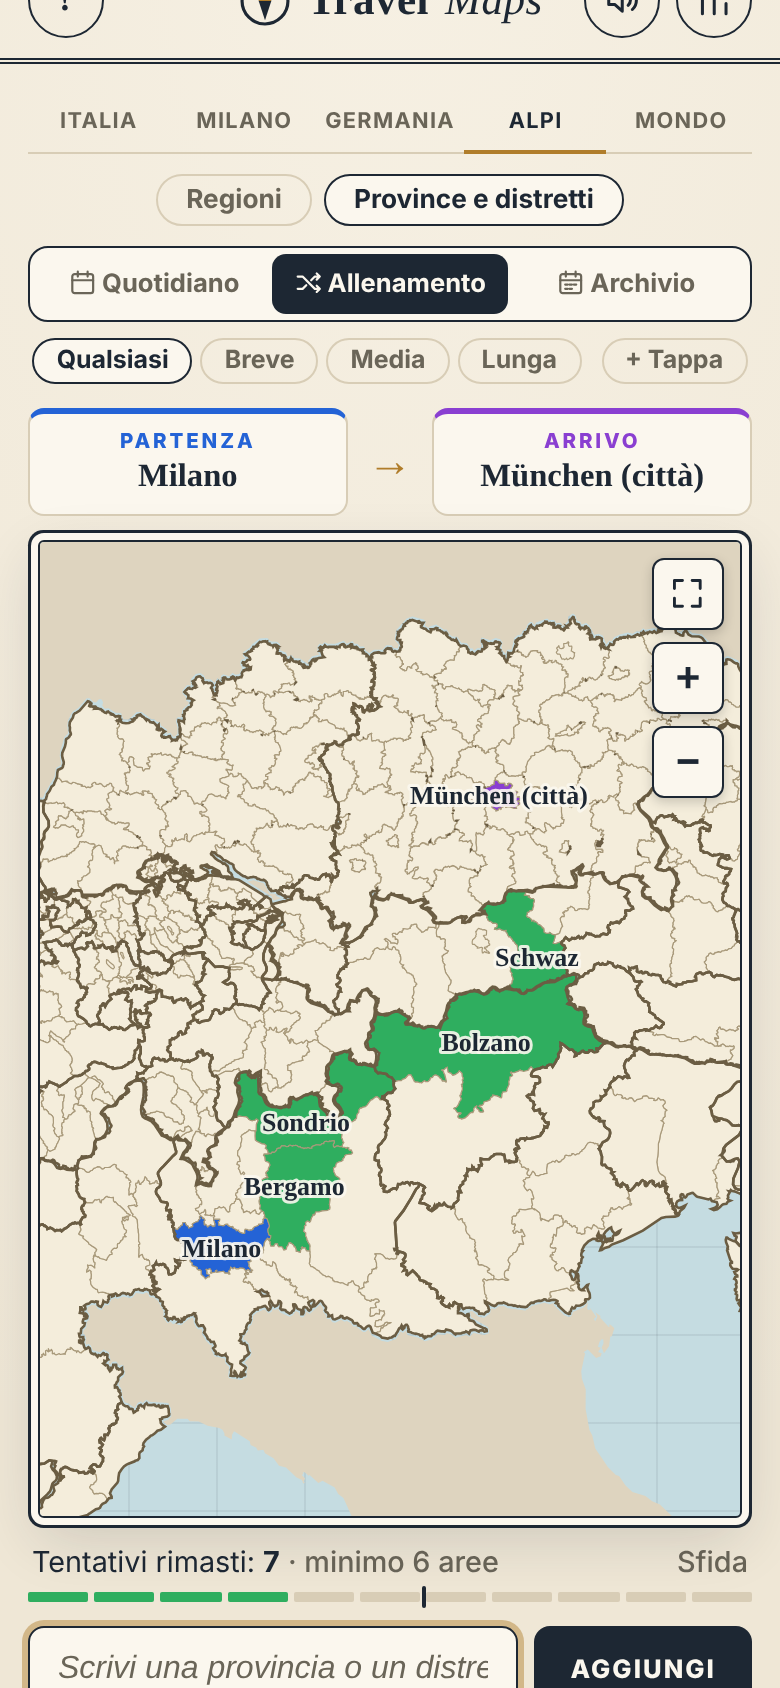 ?
Travel Maps
ITALIA MILANO GERMANIA ALPI MONDO
Regioni Province e distretti
Quotidiano Allenamento Archivio
Qualsiasi Breve Media Lunga + Tappa
PARTENZA
Milano
→
ARRIVO
München (città)
+
−
München (città)
Schwaz
Bolzano
Sondrio
Bergamo
Milano
Tentativi rimasti: 7 · minimo 6 aree Sfida
Scrivi una provincia o un distre
AGGIUNGI